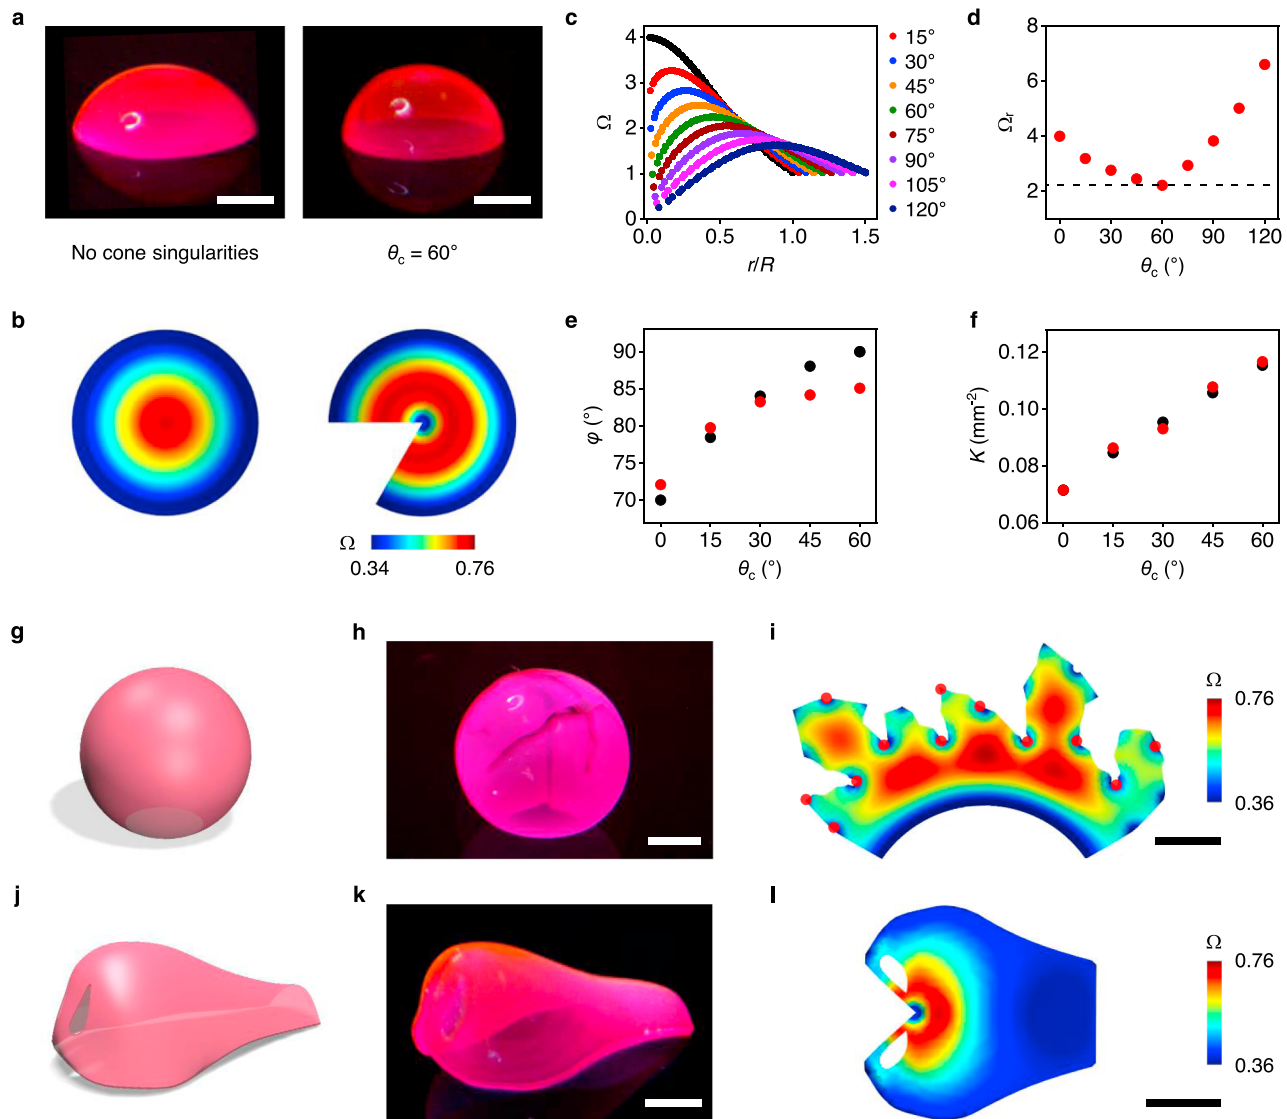 a
No cone singularities
θc = 60°
b
Ω
0.34 0.76
c
Ω
4
3
2
1
0
0.0 0.5 1.0 1.5
r/R
15°
30°
45°
60°
75°
90°
105°
120°
d
Ωr
8
6
4
2
0 30 60 90 120
θc (°)
e
φ (°)
90
85
80
75
70
0 15 30 45 60
θc (°)
f
K (mm-2)
0.12
0.10
0.08
0.06
0 15 30 45 60
θc (°)
g
h
i
Ω
0.76
0.36
j
k
l
Ω
0.76
0.36